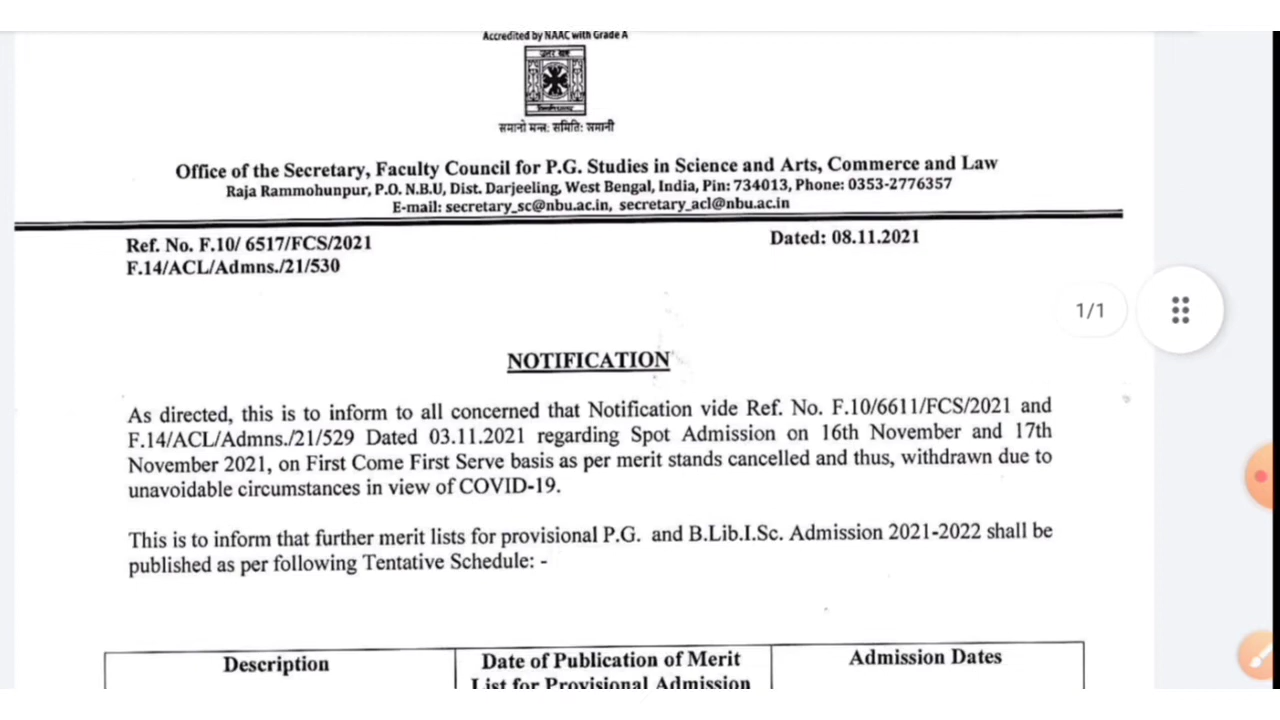 Accredited by NAAC with Grade A
समानो मन्त्र: समिति: समानी
Office of the Secretary, Faculty Council for P.G. Studies in Science and Arts, Commerce and Law
Raja Rammohunpur, P.O. N.B.U, Dist. Darjeeling, West Bengal, India, Pin: 734013, Phone: 0353-2776357
E-mail: secretary_sc@nbu.ac.in, secretary_acl@nbu.ac.in
Ref. No. F.10/ 6517/FCS/2021
Dated: 08.11.2021
F.14/ACL/Admns./21/530
1/1
NOTIFICATION
As directed, this is to inform to all concerned that Notification vide Ref. No. F.10/6611/FCS/2021 and
F.14/ACL/Admns./21/529 Dated 03.11.2021 regarding Spot Admission on 16th November and 17th
November 2021, on First Come First Serve basis as per merit stands cancelled and thus, withdrawn due to
unavoidable circumstances in view of COVID-19.
This is to inform that further merit lists for provisional P.G. and B.Lib.I.Sc. Admission 2021-2022 shall be
published as per following Tentative Schedule: -
Description
Date of Publication of Merit
List for Provisional Admission
Admission Dates